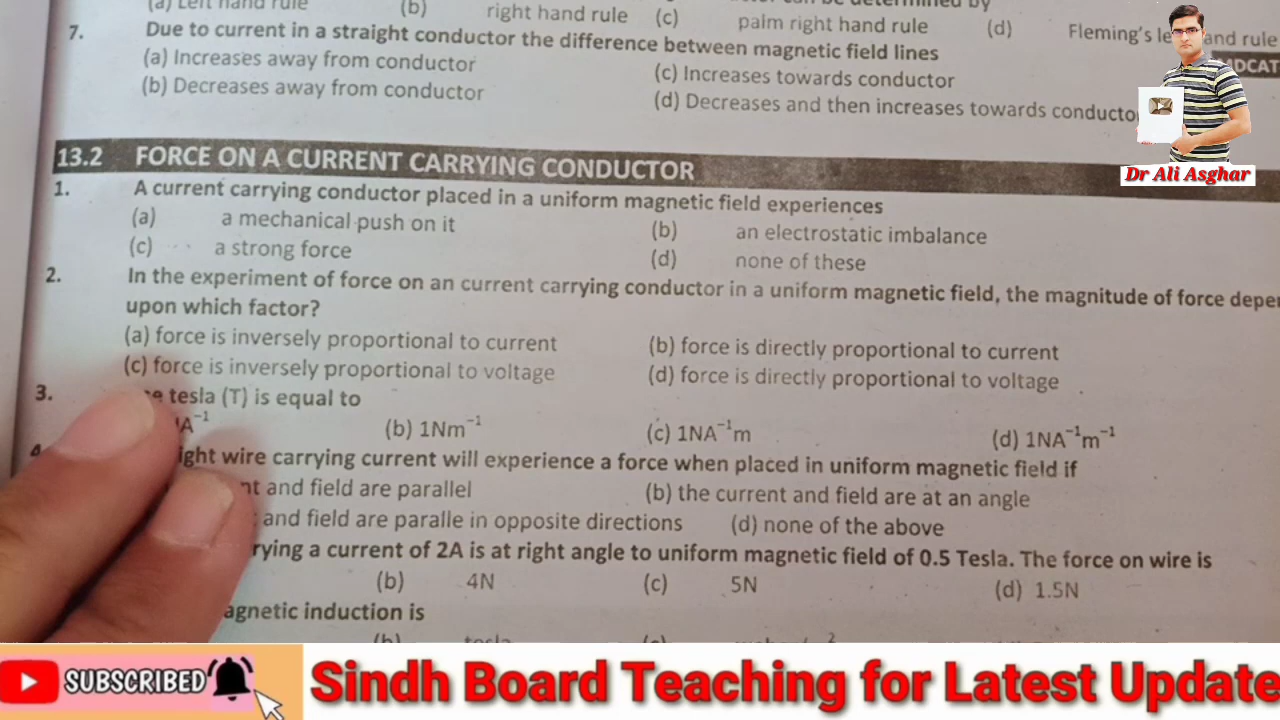 (a) Left hand rule (b) right hand rule (c) palm right hand rule (d) Fleming's le and rule
7. Due to current in a straight conductor the difference between magnetic field lines
MDCAT
(a) Increases away from conductor (c) Increases towards conductor
(b) Decreases away from conductor (d) Decreases and then increases towards conducto
Dr Ali Asghar
13.2 FORCE ON A CURRENT CARRYING CONDUCTOR
1. A current carrying conductor placed in a uniform magnetic field experiences
(a) a mechanical push on it (b) an electrostatic imbalance
(c) a strong force (d) none of these
2. In the experiment of force on an current carrying conductor in a uniform magnetic field, the magnitude of force depe
upon which factor?
(a) force is inversely proportional to current (b) force is directly proportional to current
(c) force is inversely proportional to voltage (d) force is directly proportional to voltage
3. tesla (T) is equal to
A⁻¹ (b) 1Nm⁻¹ (c) 1NA⁻¹m (d) 1NA⁻¹m⁻¹
ight wire carrying current will experience a force when placed in uniform magnetic field if
nt and field are parallel (b) the current and field are at an angle
and field are paralle in opposite directions (d) none of the above
rying a current of 2A is at right angle to uniform magnetic field of 0.5 Tesla. The force on wire is
(b) 4N (c) 5N (d) 1.5N
agnetic induction is
SUBSCRIBED Sindh Board Teaching for Latest Update